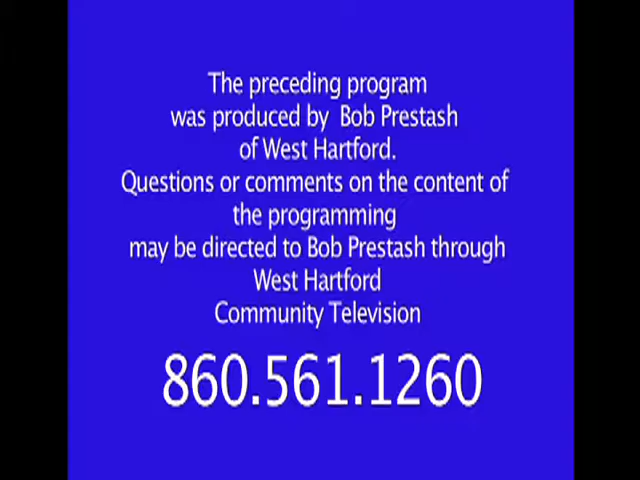 The preceding program
was produced by Bob Prestash
of West Hartford.
Questions or comments on the content of
the programming
may be directed to Bob Prestash through
West Hartford
Community Television
860.561.1260